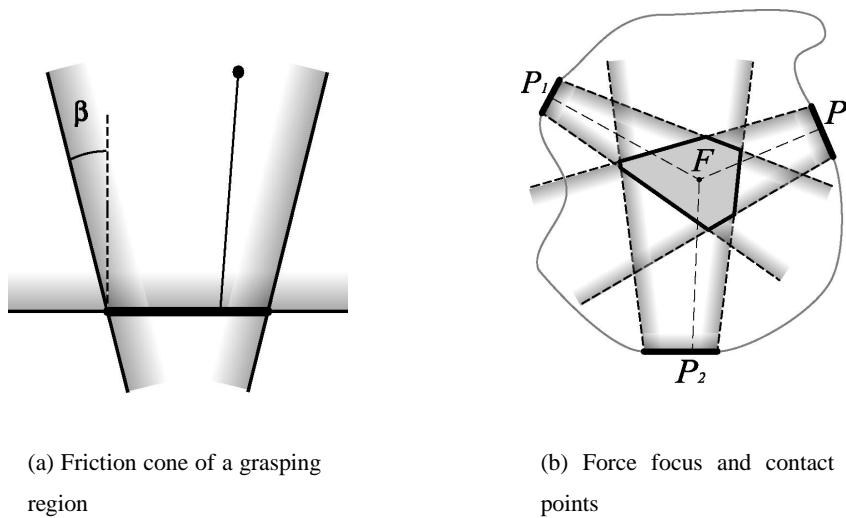 β
P1
P
F
P2
(a) Friction cone of a grasping
region
(b) Force focus and contact
points